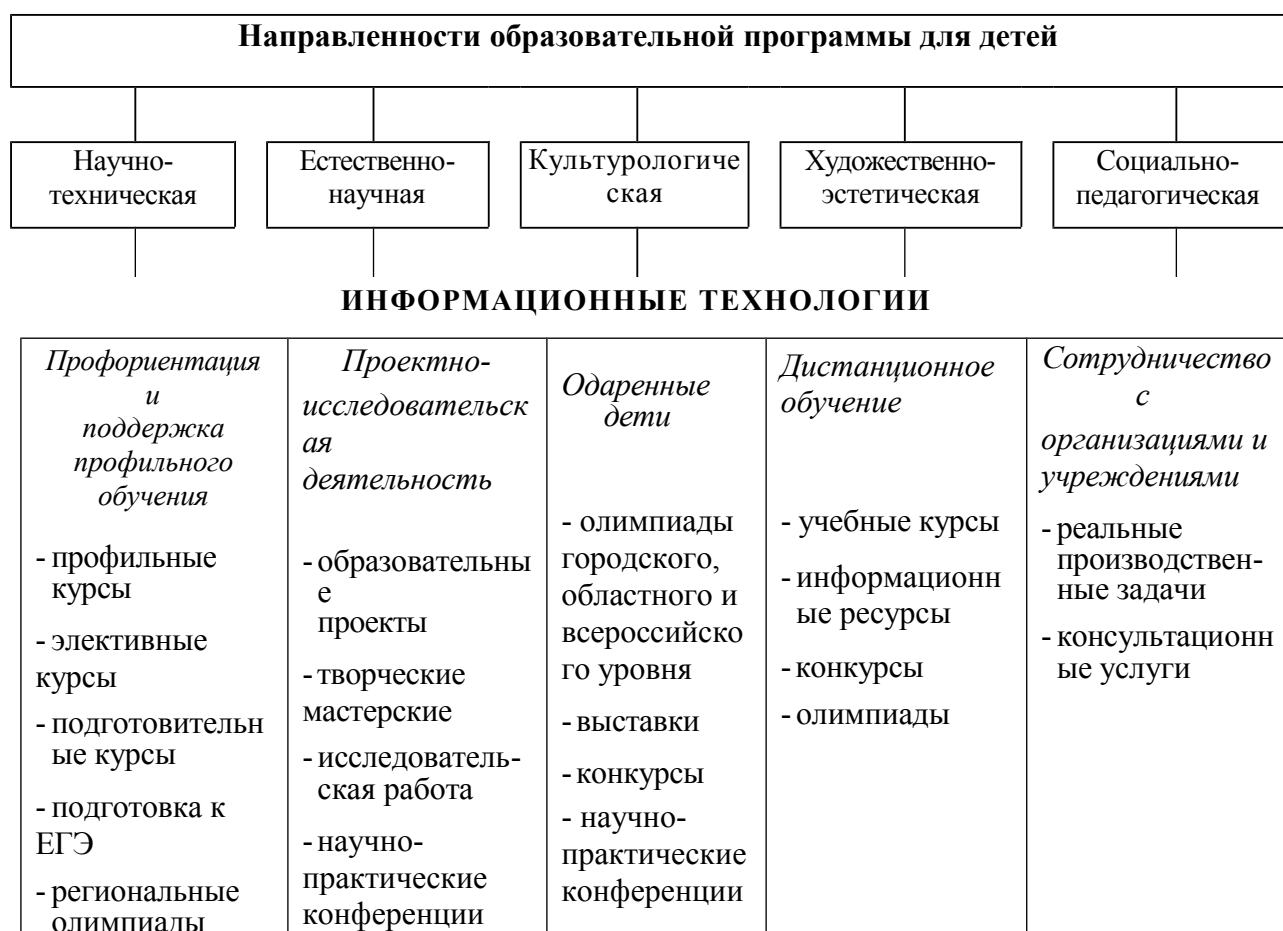 Направленности образовательной программы для детей
Научно-
техническая
Естественно-
научная
Культурологиче
ская
Художественно-
эстетическая
Социально-
педагогическая
ИНФОРМАЦИОННЫЕ ТЕХНОЛОГИИ
Профориентация
и
поддержка
профильного
обучения
- профильные
курсы
- элективные
курсы
- подготовительн
ые курсы
- подготовка к
ЕГЭ
- региональные
олимпиады
Проектно-
исследовательск
ая
деятельность
- образовательны
е
проекты
- творческие
мастерские
- исследователь-
ская работа
- научно-
практические
конференции
Одаренные
дети
- олимпиады
городского,
областного и
всероссийско
го уровня
- выставки
- конкурсы
- научно-
практические
конференции
Дистанционное
обучение
- учебные курсы
- информационн
ые ресурсы
- конкурсы
- олимпиады
Сотрудничество
с
организациями и
учреждениями
- реальные
производствен-
ные задачи
- консультационн
ые услуги